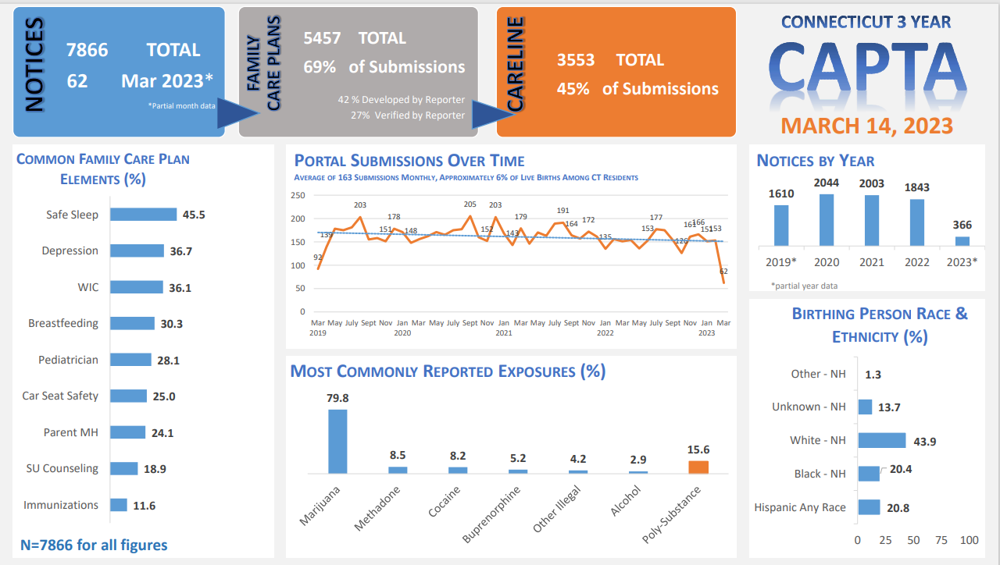 NOTICES
7866 TOTAL
62 Mar 2023*
*Partial month data
FAMILY
CARE PLANS
5457 TOTAL
69% of Submissions
42 % Developed by Reporter
27% Verified by Reporter
CARELINE
3553 TOTAL
45% of Submissions
CONNECTICUT 3 YEAR
CAPTA
MARCH 14, 2023
COMMON FAMILY CARE PLAN
ELEMENTS (%)
Safe Sleep 45.5
Depression 36.7
WIC 36.1
Breastfeeding 30.3
Pediatrician 28.1
Car Seat Safety 25.0
Parent MH 24.1
SU Counseling 18.9
Immunizations 11.6
N=7866 for all figures
PORTAL SUBMISSIONS OVER TIME
AVERAGE OF 163 SUBMISSIONS MONTHLY, APPROXIMATELY 6% OF LIVE BIRTHS AMONG CT RESIDENTS
250
200
150
100
50
0
92 139 203 151 178 148 205 152 203 143 179 191 164 172 135 153 177 126 161 166 151 153 62
Mar May July Sept Nov Jan Mar May July Sept Nov Jan Mar May July Sept Nov Jan Mar May July Sept Nov Jan Mar
2019 2020 2021 2022 2023
MOST COMMONLY REPORTED EXPOSURES (%)
79.8 8.5 8.2 5.2 4.2 2.9 15.6
Marijuana Methadone Cocaine Buprenorphine Other Illegal Alcohol Poly-Substance
NOTICES BY YEAR
1610 2044 2003 1843 366
2019* 2020 2021 2022 2023*
*partial year data
BIRTHING PERSON RACE &
ETHNICITY (%)
Other - NH 1.3
Unknown - NH 13.7
White - NH 43.9
Black - NH 20.4
Hispanic Any Race 20.8
0 25 50 75 100